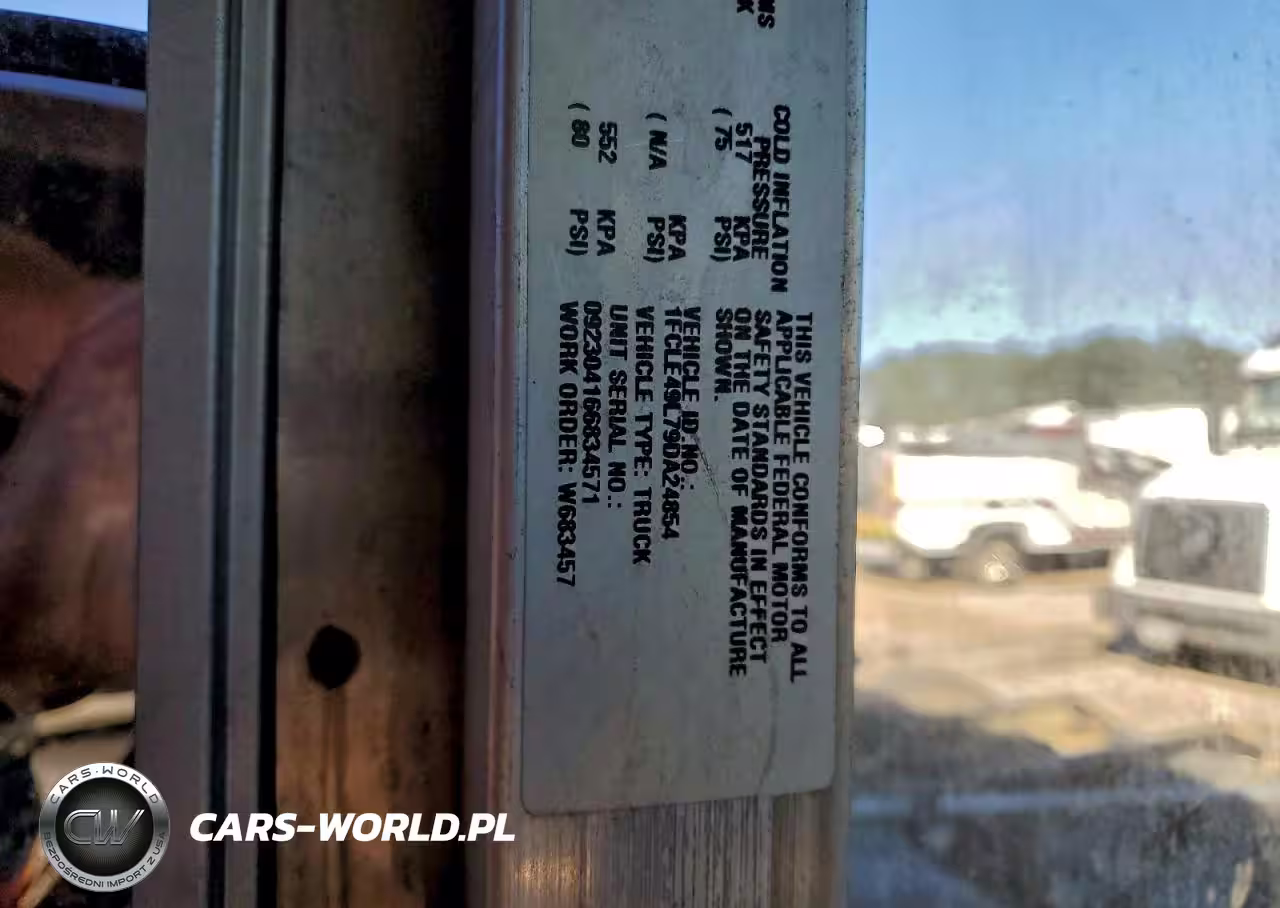 COLD INFLATION
PRESSURE
517 KPA
( 75 PSI)
KPA
( N/A PSI)
552 KPA
( 80 PSI)
THIS VEHICLE CONFORMS TO ALL
APPLICABLE FEDERAL MOTOR
SAFETY STANDARDS IN EFFECT
ON THE DATE OF MANUFACTURE
SHOWN.
VEHICLE ID. NO.:
1FCLE49L79DA24854
VEHICLE TYPE: TRUCK
UNIT SERIAL NO.:
092304166834571
WORK ORDER: W683457
CARS-WORLD
CW
BEZPOŚREDNI IMPORT Z USA
CARS-WORLD.PL